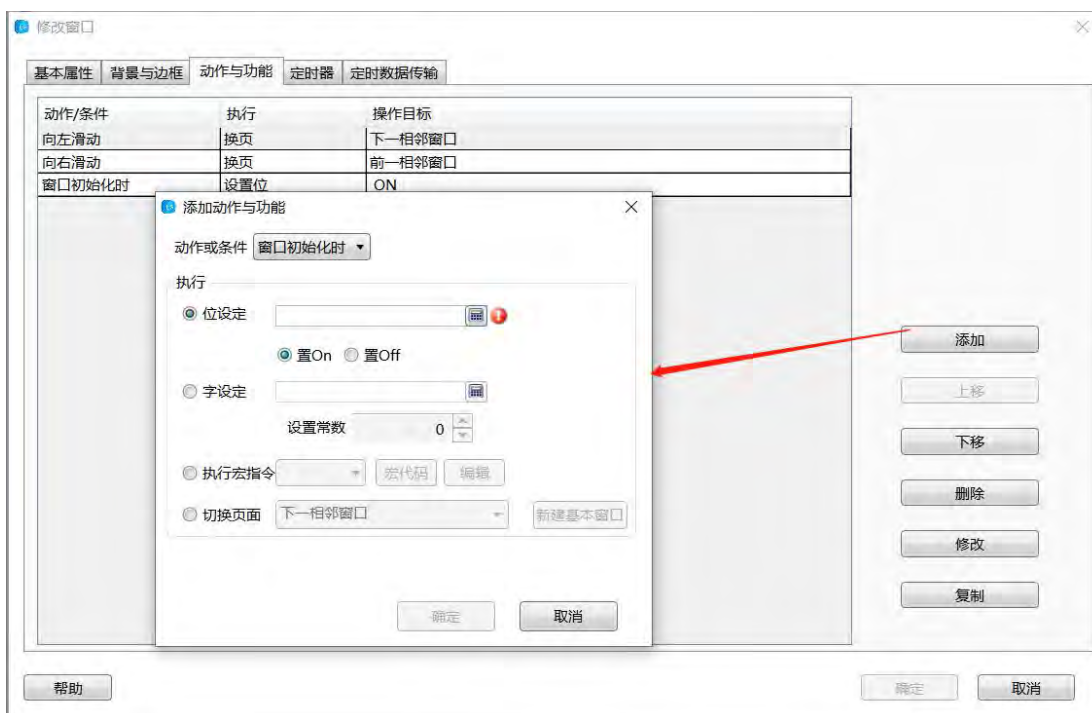 修改窗口
基本属性 背景与边框 动作与功能 定时器 定时数据传输
动作/条件 执行 操作目标
向左滑动 换页 下一相邻窗口
向右滑动 换页 前一相邻窗口
窗口初始化时 设置位 ON
添加动作与功能
动作或条件 窗口初始化时
执行
位设定
置On 置Off
字设定
设置常数 0
执行宏指令 宏代码 编辑
切换页面 下一相邻窗口 新建基本窗口
确定 取消
添加
上移
下移
删除
修改
复制
帮助 确定 取消